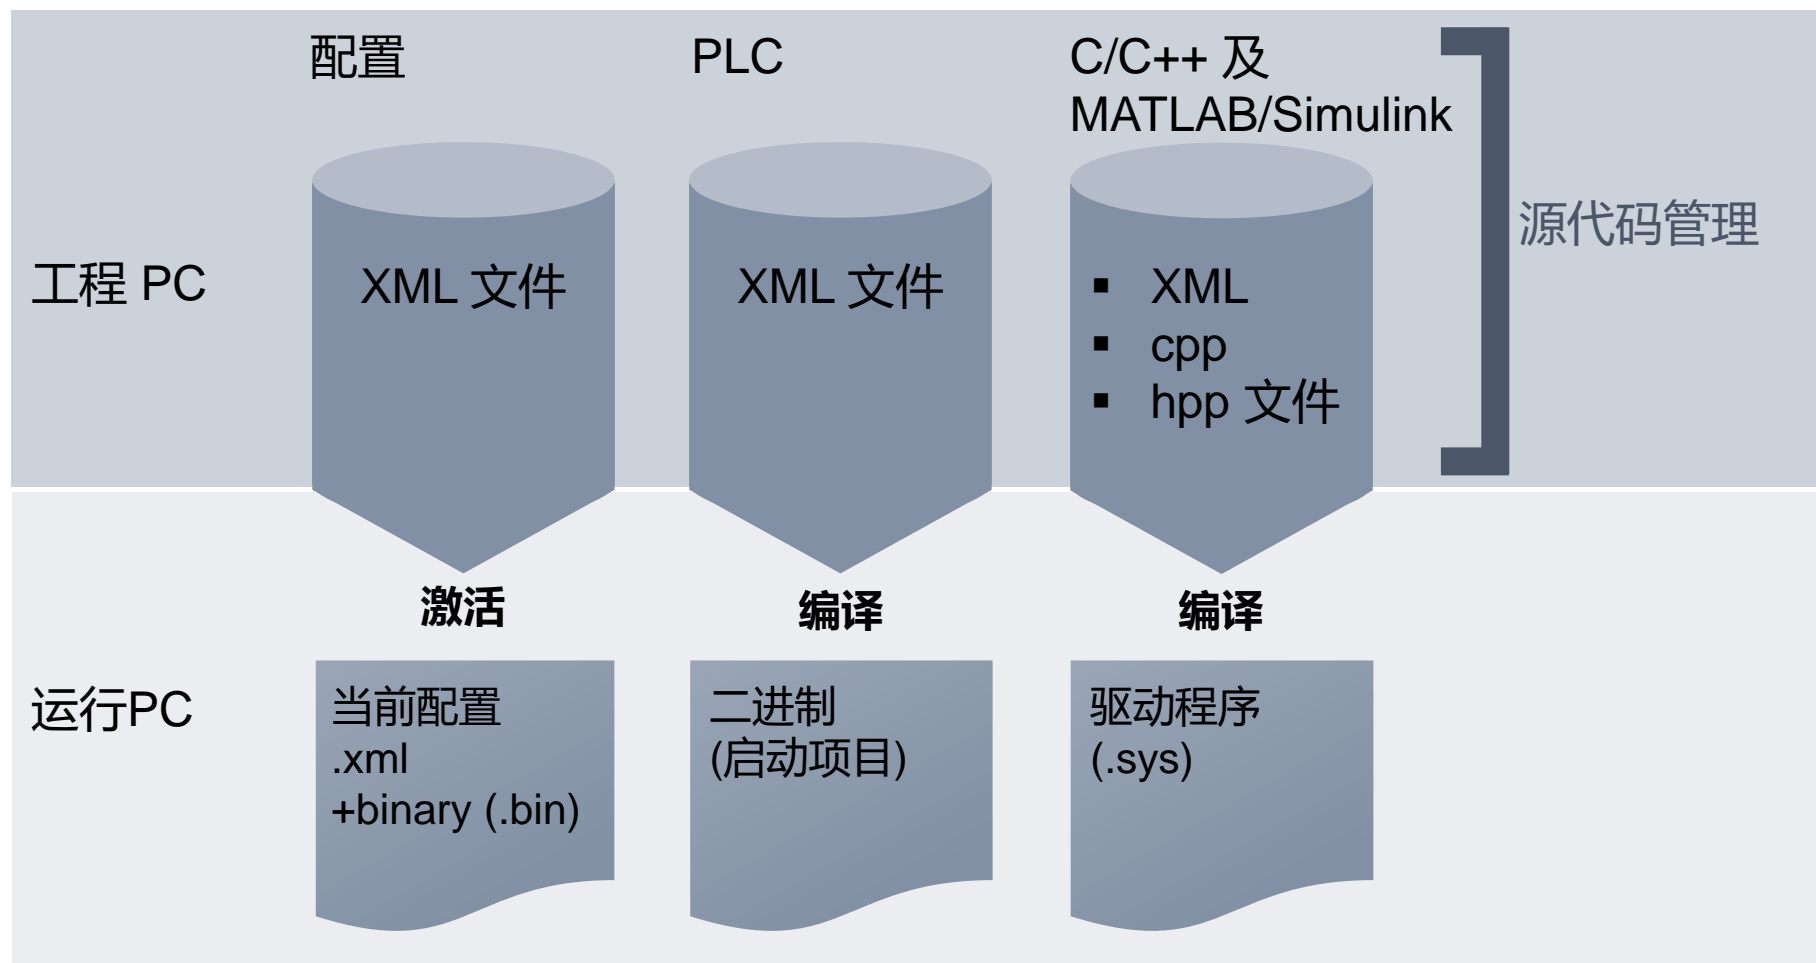 配置
PLC
C/C++ 及
MATLAB/Simulink
源代码管理
工程 PC
XML 文件
XML 文件
▪ XML
▪ cpp
▪ hpp 文件
激活
编译
编译
运行PC
当前配置
.xml
+binary (.bin)
二进制
(启动项目)
驱动程序
(.sys)